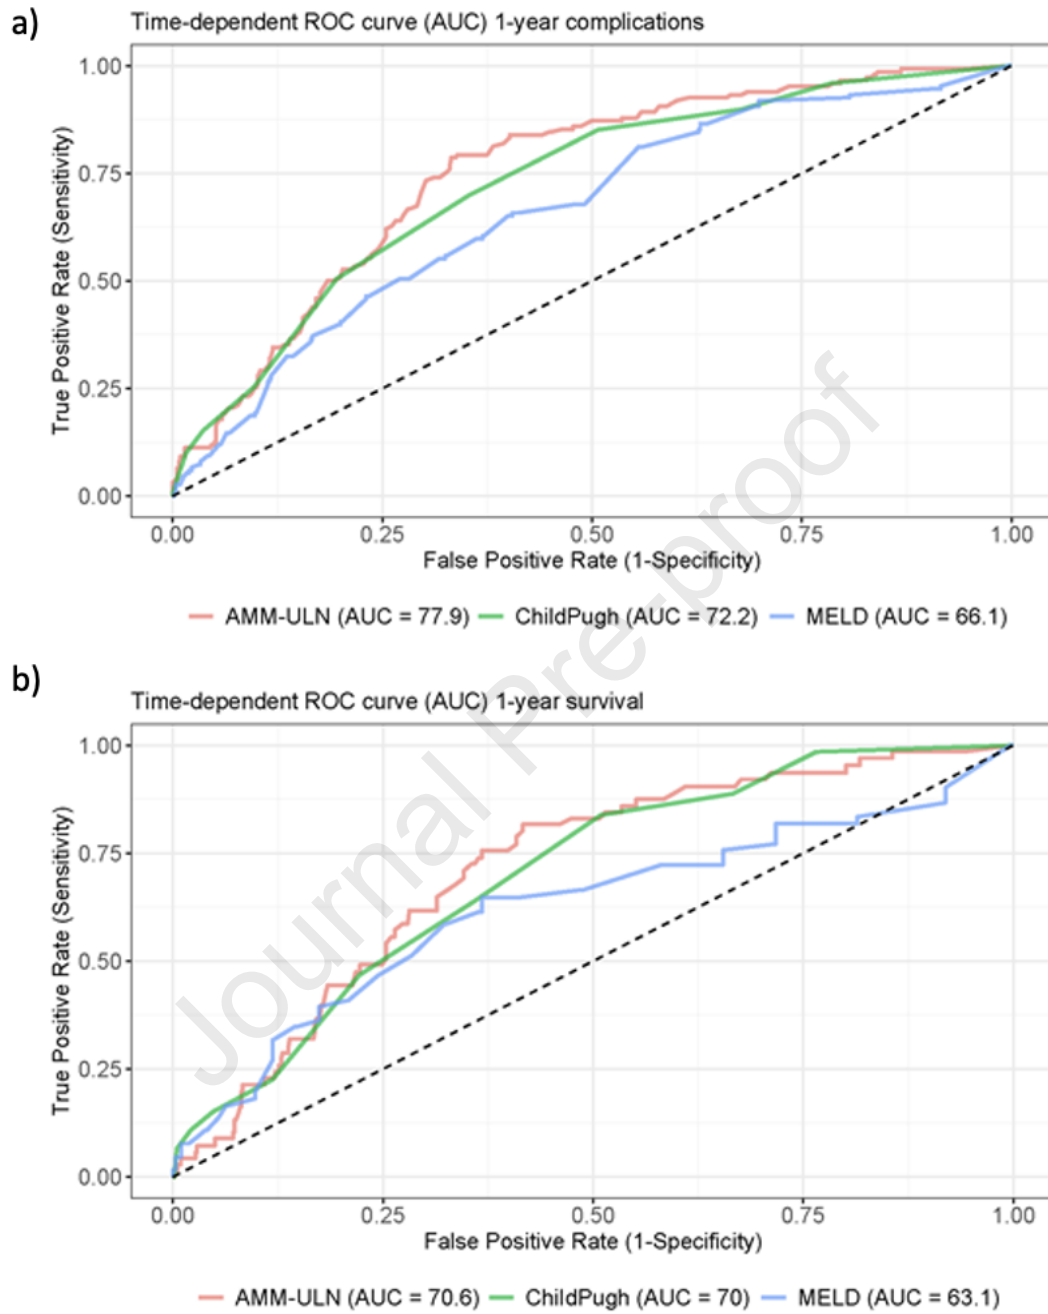 a)
Time-dependent ROC curve (AUC) 1-year complications
True Positive Rate (Sensitivity)
1.00
0.75
0.50
0.25
0.00
0.00 0.25 0.50 0.75 1.00
False Positive Rate (1-Specificity)
AMM-ULN (AUC = 77.9) ChildPugh (AUC = 72.2) MELD (AUC = 66.1)
Journal Pre-proof
b)
Time-dependent ROC curve (AUC) 1-year survival
True Positive Rate (Sensitivity)
1.00
0.75
0.50
0.25
0.00
0.00 0.25 0.50 0.75 1.00
False Positive Rate (1-Specificity)
AMM-ULN (AUC = 70.6) ChildPugh (AUC = 70) MELD (AUC = 63.1)